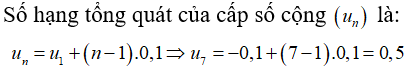 Số hạng tổng quát của cấp số cộng (uₙ) là:
uₙ = u₁ + (n−1).0,1 ⇒ u₇ = −0,1 + (7−1).0,1 = 0,5